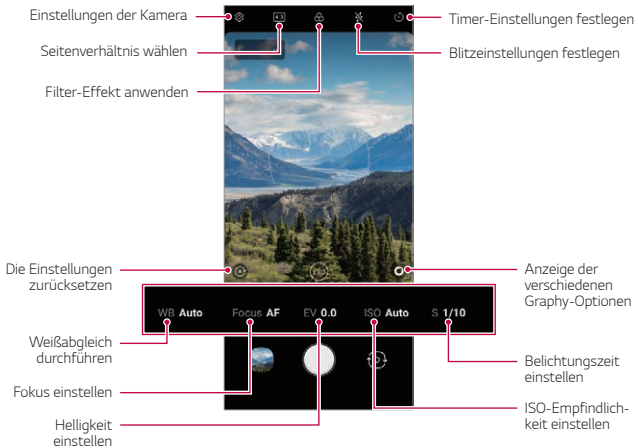 Einstellungen der Kamera
Seitenverhältnis wählen
Filter-Effekt anwenden
4:3
Timer-Einstellungen festlegen
Blitzeinstellungen festlegen
Die Einstellungen
zurücksetzen
Anzeige der
verschiedenen
Graphy-Optionen
WB Auto Focus AF EV 0.0 ISO Auto S 1/10
Weißabgleich
durchführen
Fokus einstellen
Helligkeit
einstellen
Belichtungszeit
einstellen
ISO-Empfindlich-
keit einstellen